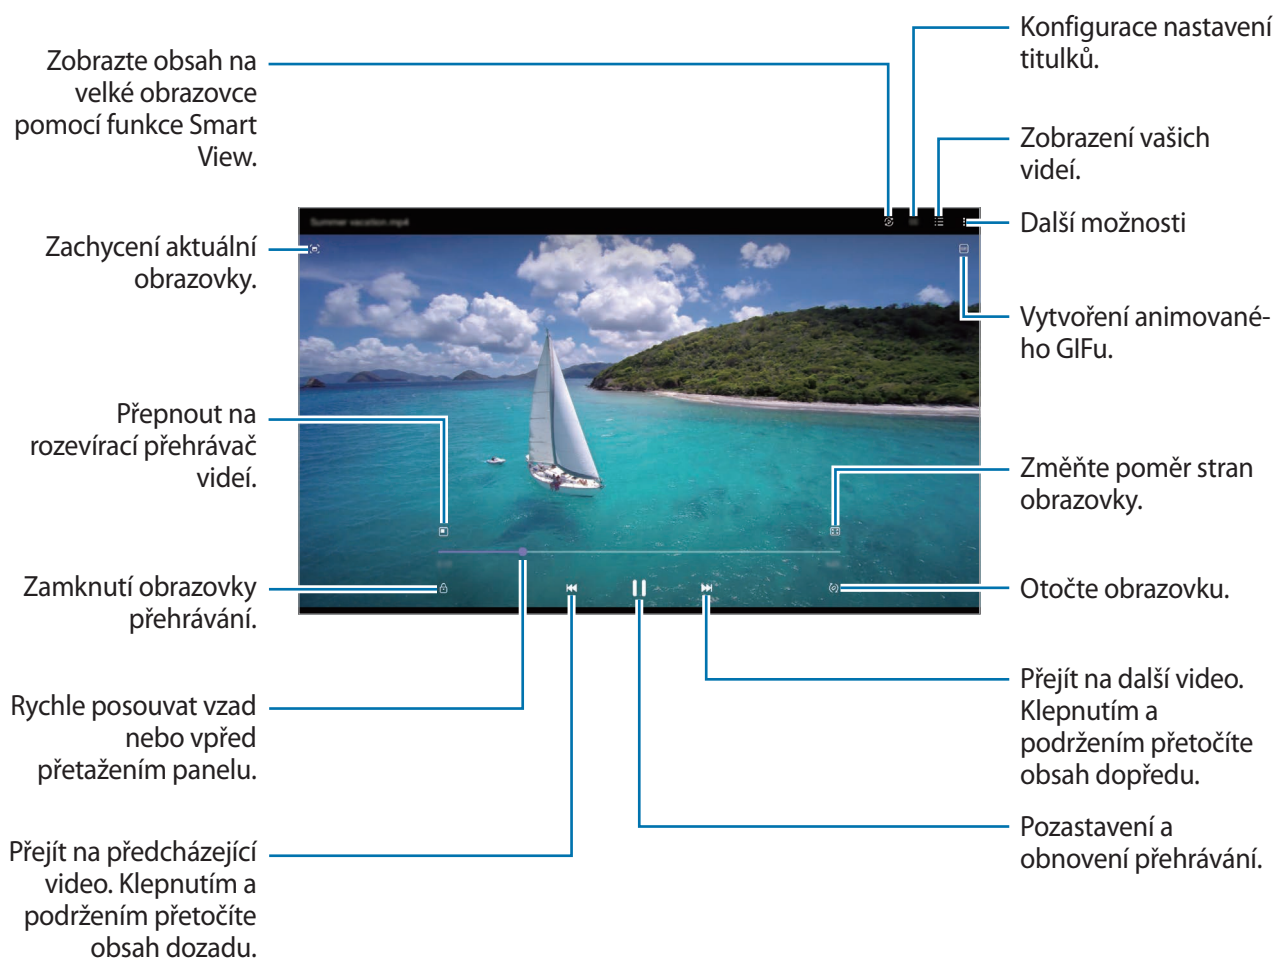 Zobrazte obsah na
velké obrazovce
pomocí funkce Smart
View.
Zachycení aktuální
obrazovky.
Přepnout na
rozevírací přehrávač
videí.
Zamknutí obrazovky
přehrávání.
Rychle posouvat vzad
nebo vpřed
přetažením panelu.
Přejít na předcházející
video. Klepnutím a
podržením přetočíte
obsah dozadu.
Summer vacation.mp4
Konfigurace nastavení
titulků.
Zobrazení vašich
videí.
Další možnosti
Vytvoření animované-
ho GIFu.
Změňte poměr stran
obrazovky.
Otočte obrazovku.
Přejít na další video.
Klepnutím a
podržením přetočíte
obsah dopředu.
Pozastavení a
obnovení přehrávání.